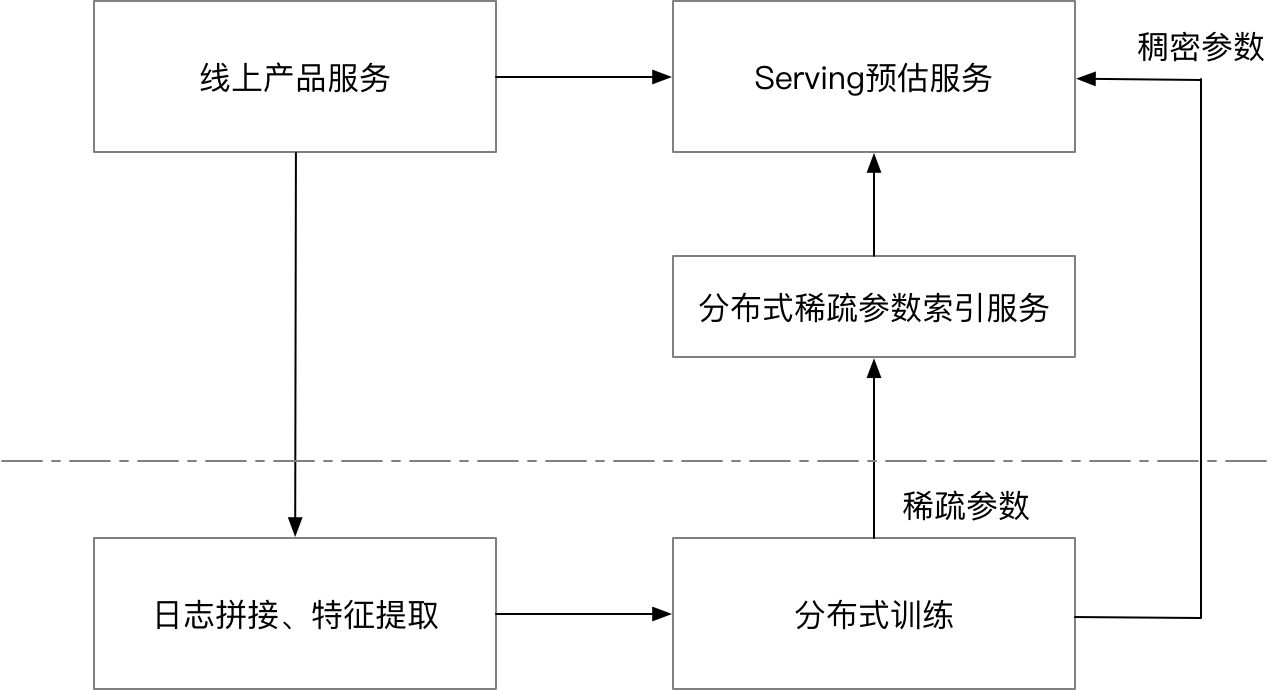 稠密参数
线上产品服务
Serving预估服务
分布式稀疏参数索引服务
稀疏参数
日志拼接、特征提取
分布式训练